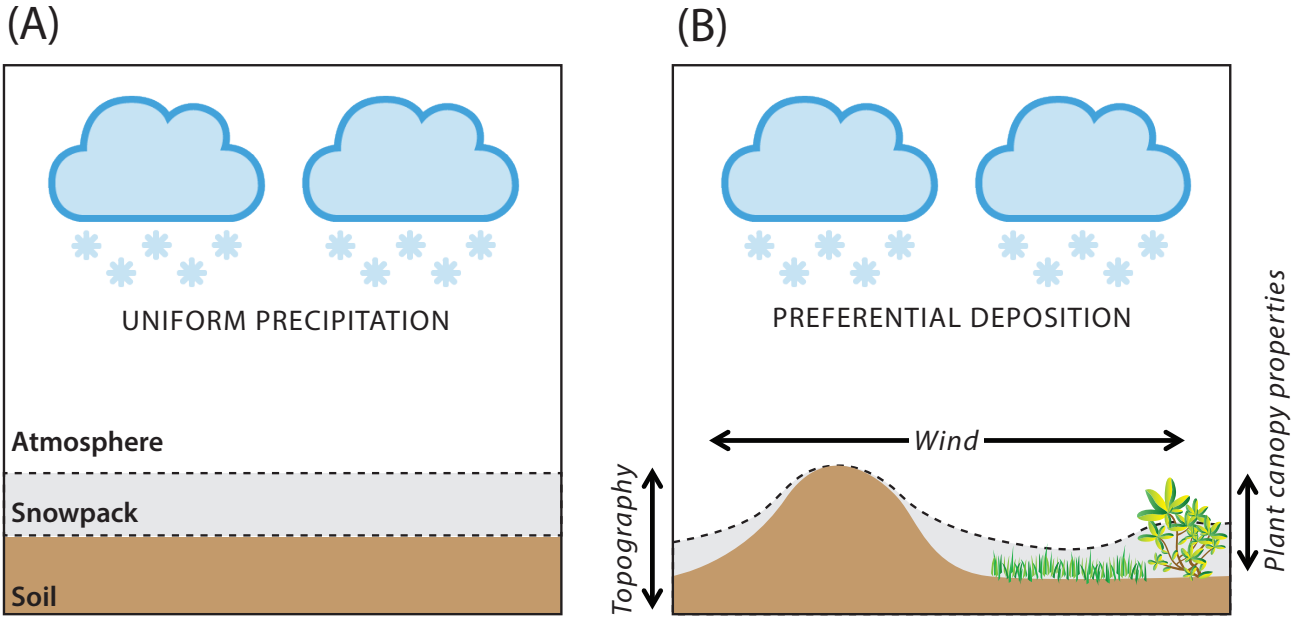 (A)
UNIFORM PRECIPITATION
Atmosphere
Snowpack
Soil
(B)
PREFERENTIAL DEPOSITION
Wind
Topography
Plant canopy properties